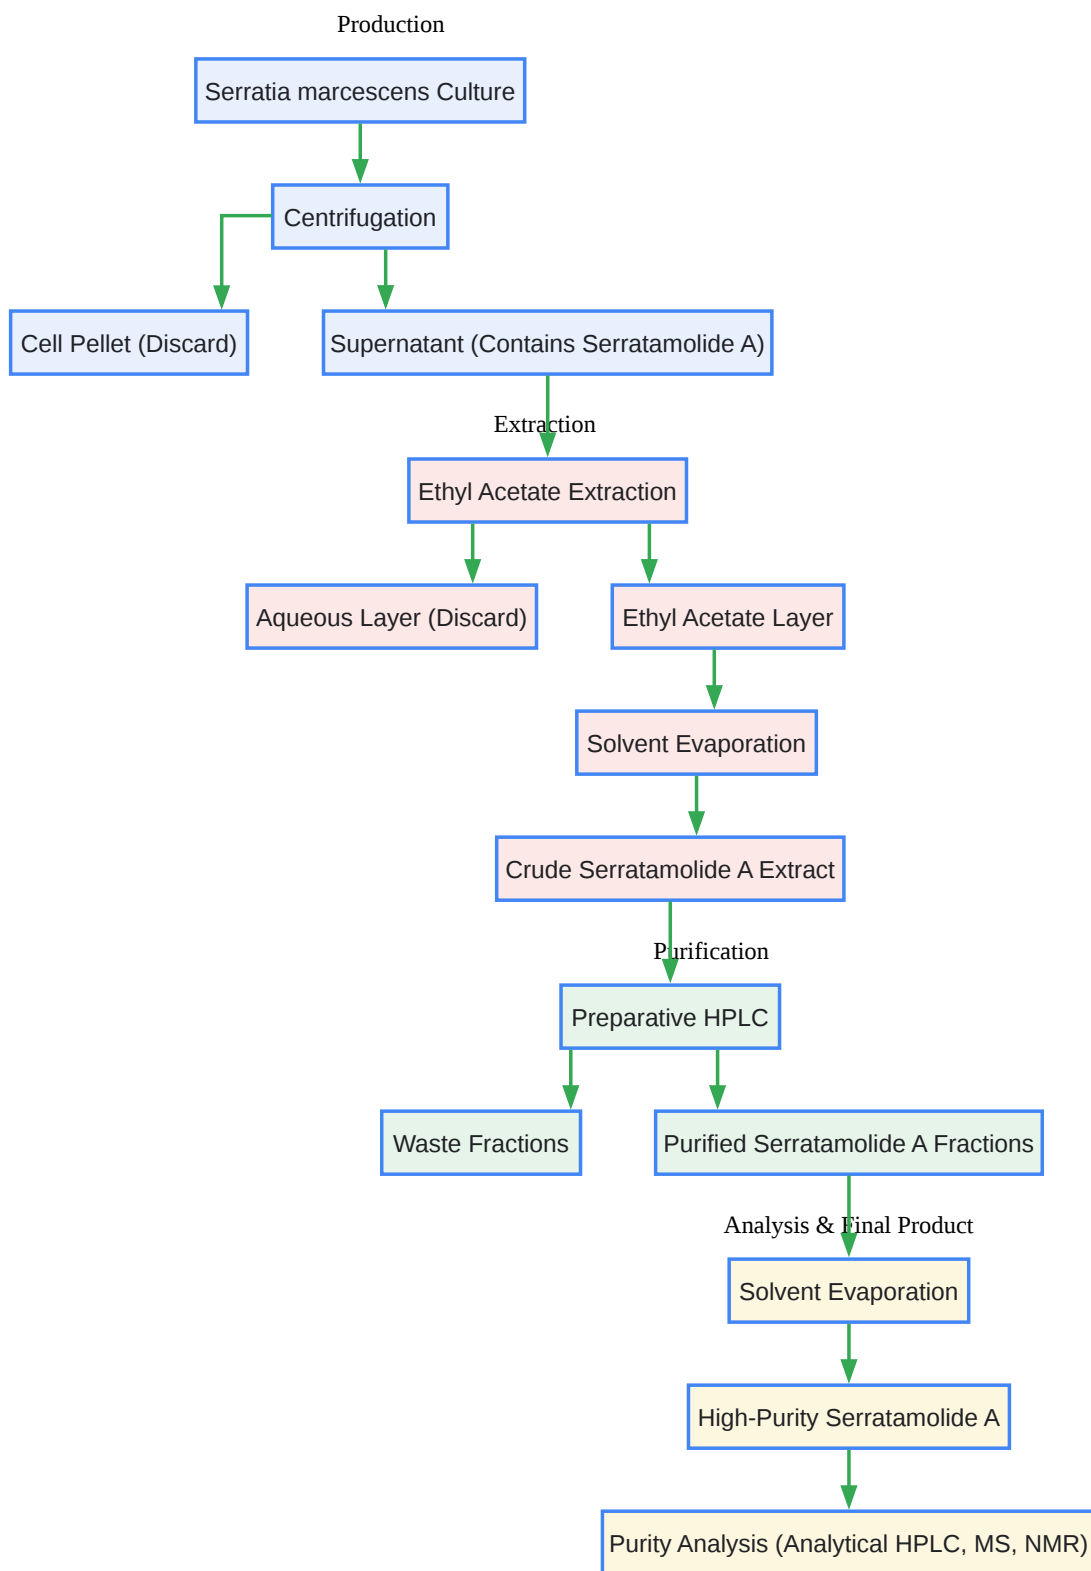 Production
Serratia marcescens Culture
Centrifugation
Cell Pellet (Discard)
Supernatant (Contains Serratamolide A)
Extraction
Ethyl Acetate Extraction
Aqueous Layer (Discard)
Ethyl Acetate Layer
Solvent Evaporation
Crude Serratamolide A Extract
Purification
Preparative HPLC
Waste Fractions
Purified Serratamolide A Fractions
Analysis & Final Product
Solvent Evaporation
High-Purity Serratamolide A
Purity Analysis (Analytical HPLC, MS, NMR)